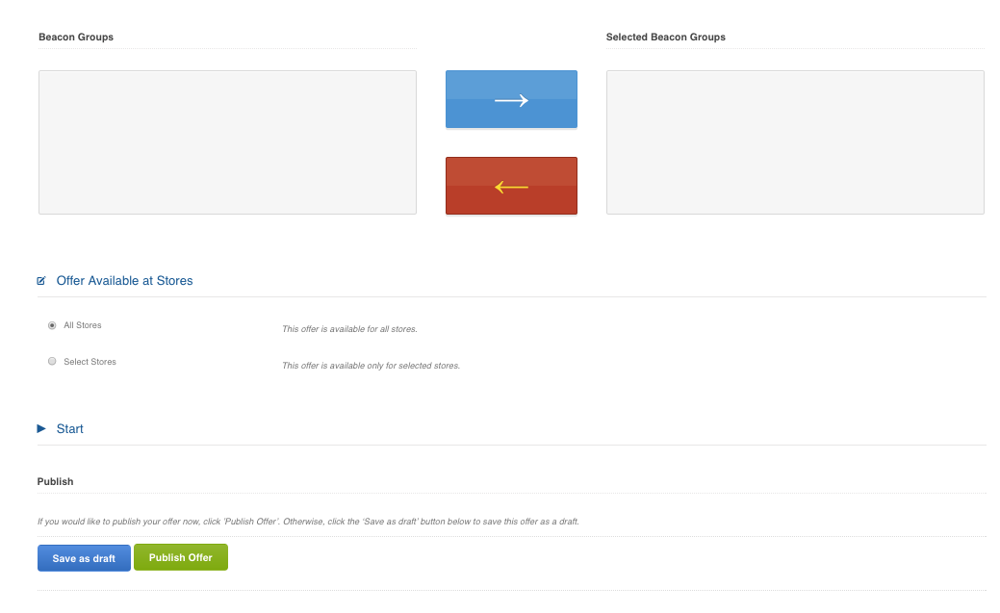 Beacon Groups
Selected Beacon Groups
→
←
Offer Available at Stores
All Stores
This offer is available for all stores.
Select Stores
This offer is available only for selected stores.
Start
Publish
If you would like to publish your offer now, click 'Publish Offer'. Otherwise, click the 'Save as draft' button below to save this offer as a draft.
Save as draft
Publish Offer